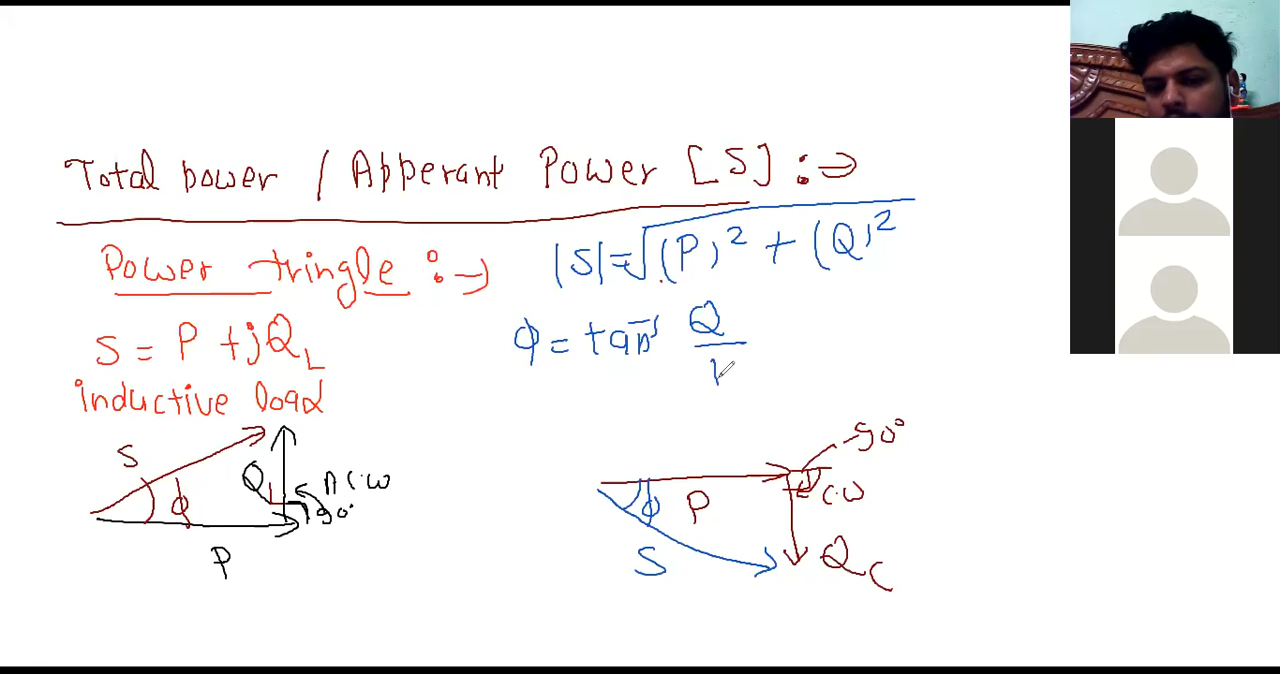 Total power / Apperant Power [S] :⇒
Power tringle :→
|S|=√(P)² + (Q)²
S = P + jQL
φ = tan⁻¹ Q/
inductive load
S
φ
QL
A C.W
90°
P
-90°
C.W
P
φ
S
QC